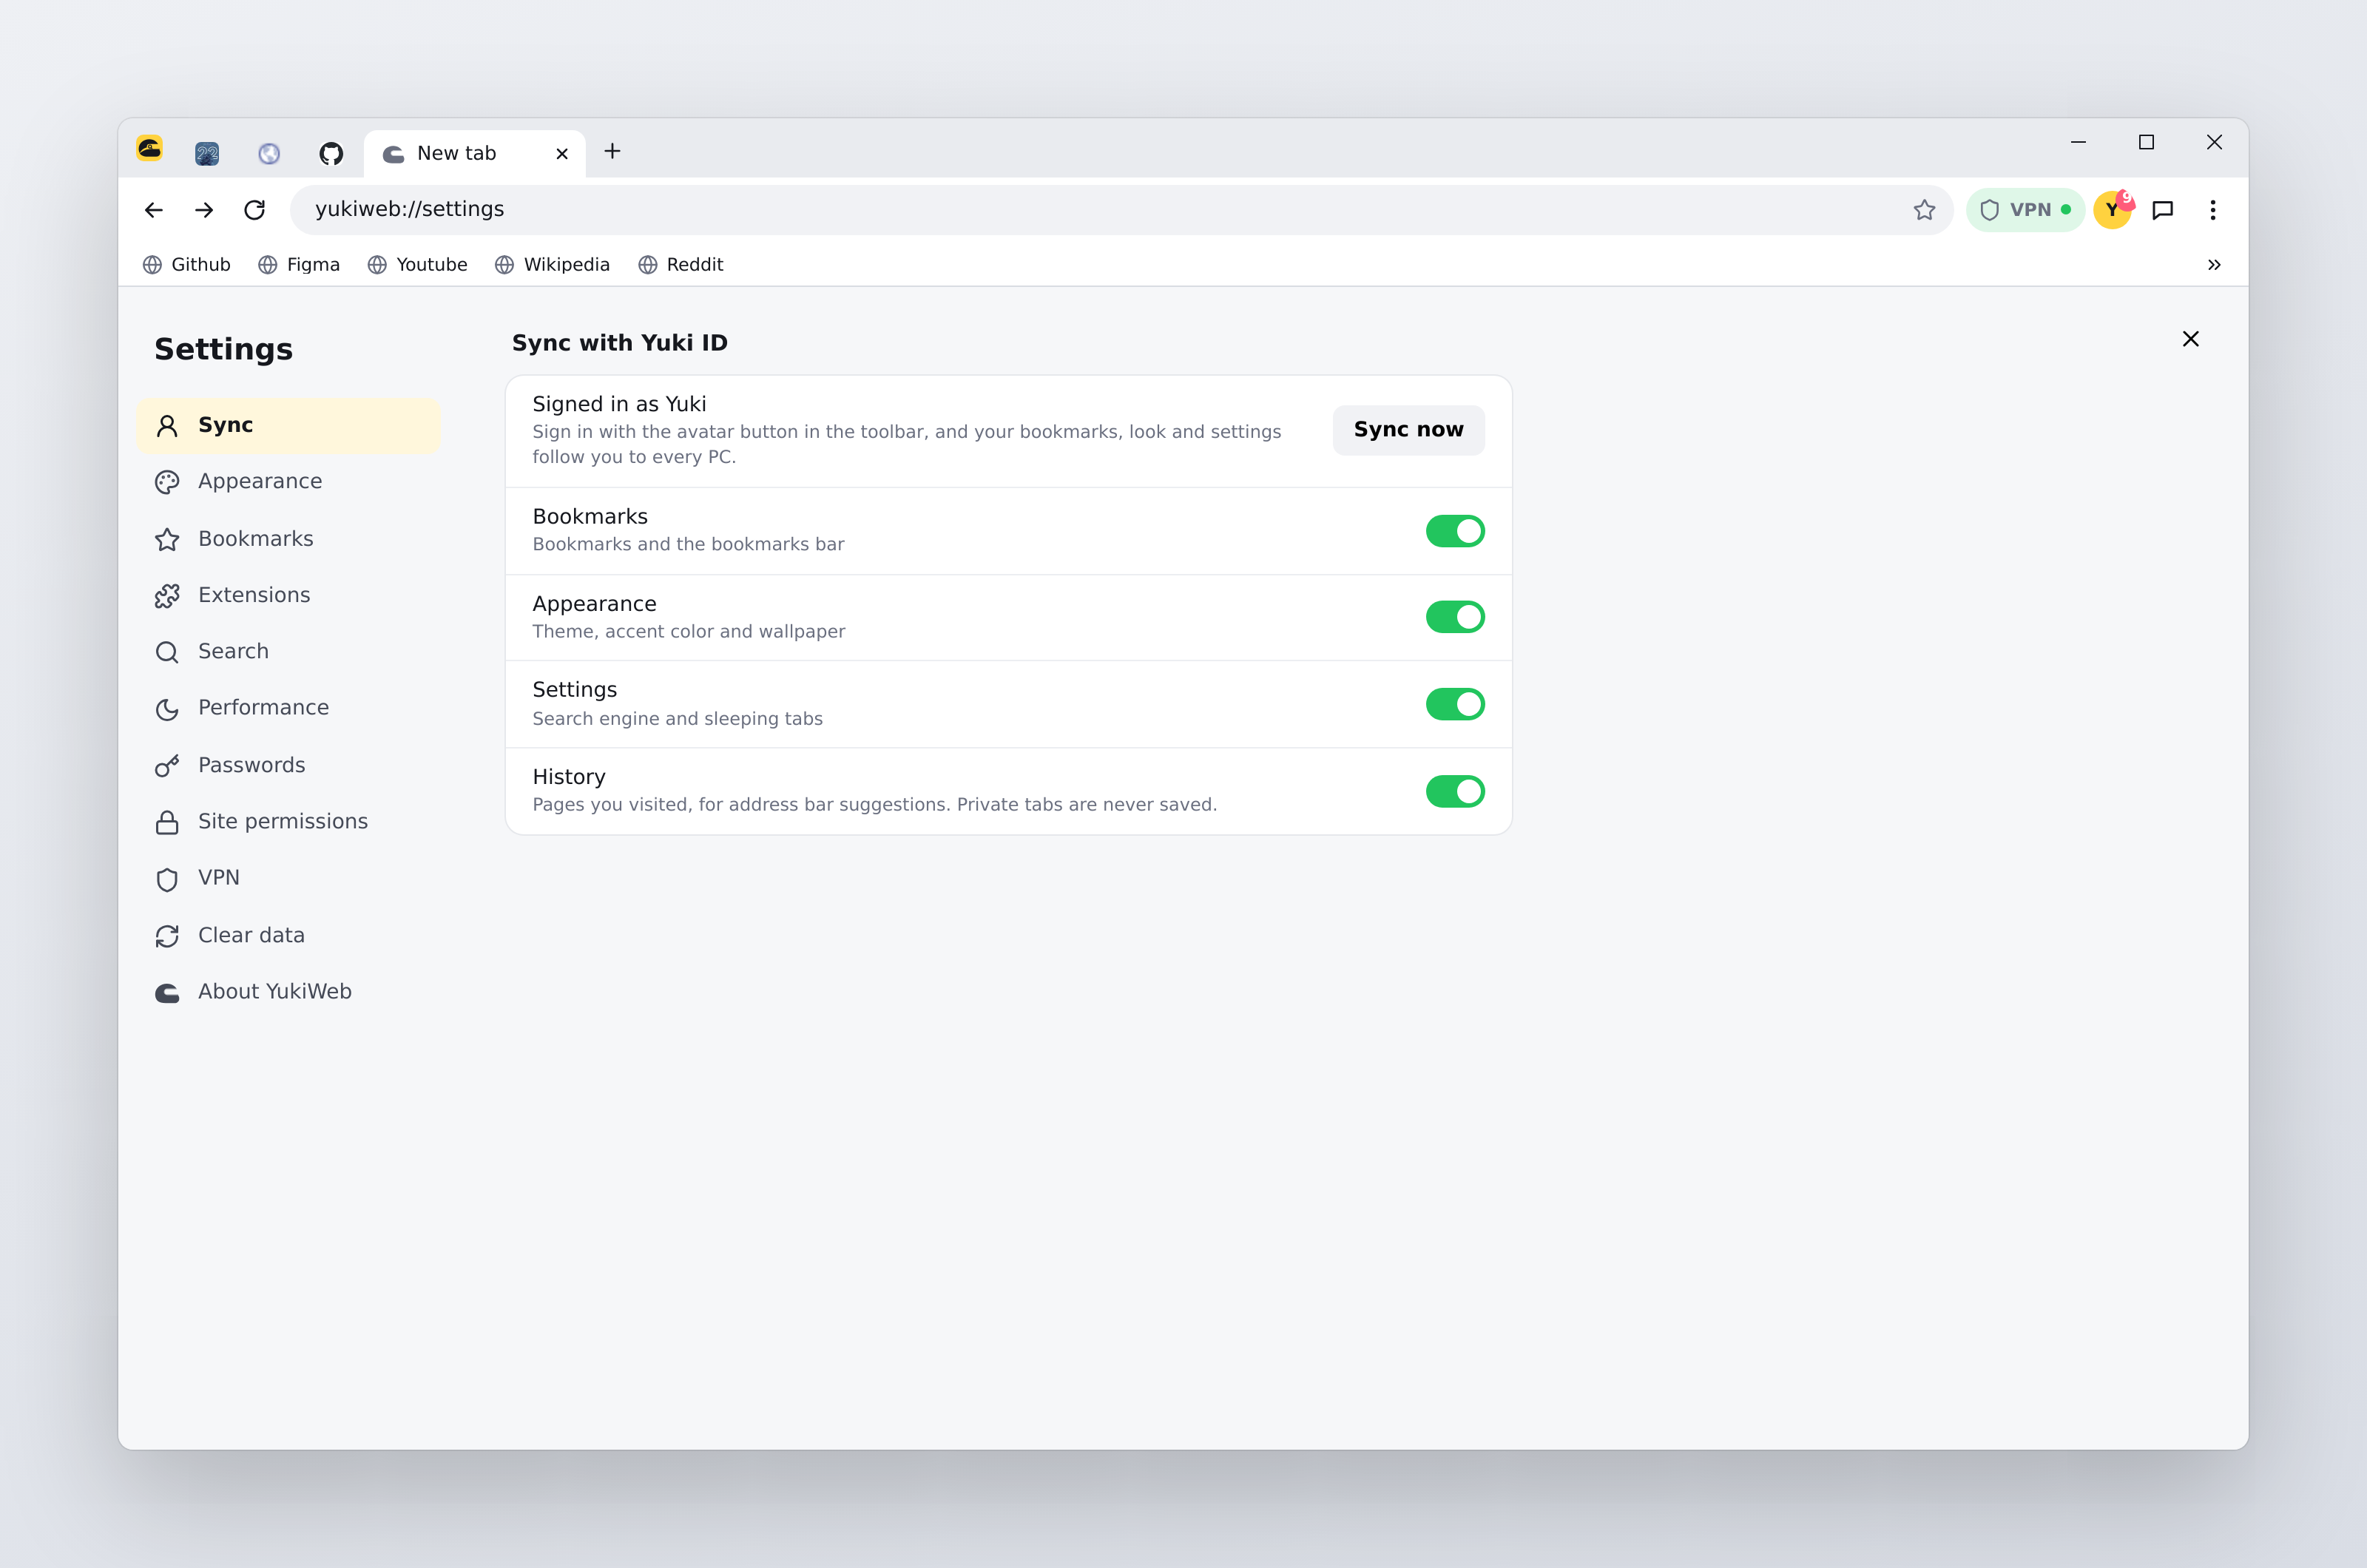 22
New tab
yukiweb://settings
VPN
Y
9
Github
Figma
Youtube
Wikipedia
Reddit
Settings
Sync
Appearance
Bookmarks
Extensions
Search
Performance
Passwords
Site permissions
VPN
Clear data
About YukiWeb
Sync with Yuki ID
Signed in as Yuki
Sign in with the avatar button in the toolbar, and your bookmarks, look and settings
follow you to every PC.
Sync now
Bookmarks
Bookmarks and the bookmarks bar
Appearance
Theme, accent color and wallpaper
Settings
Search engine and sleeping tabs
History
Pages you visited, for address bar suggestions. Private tabs are never saved.